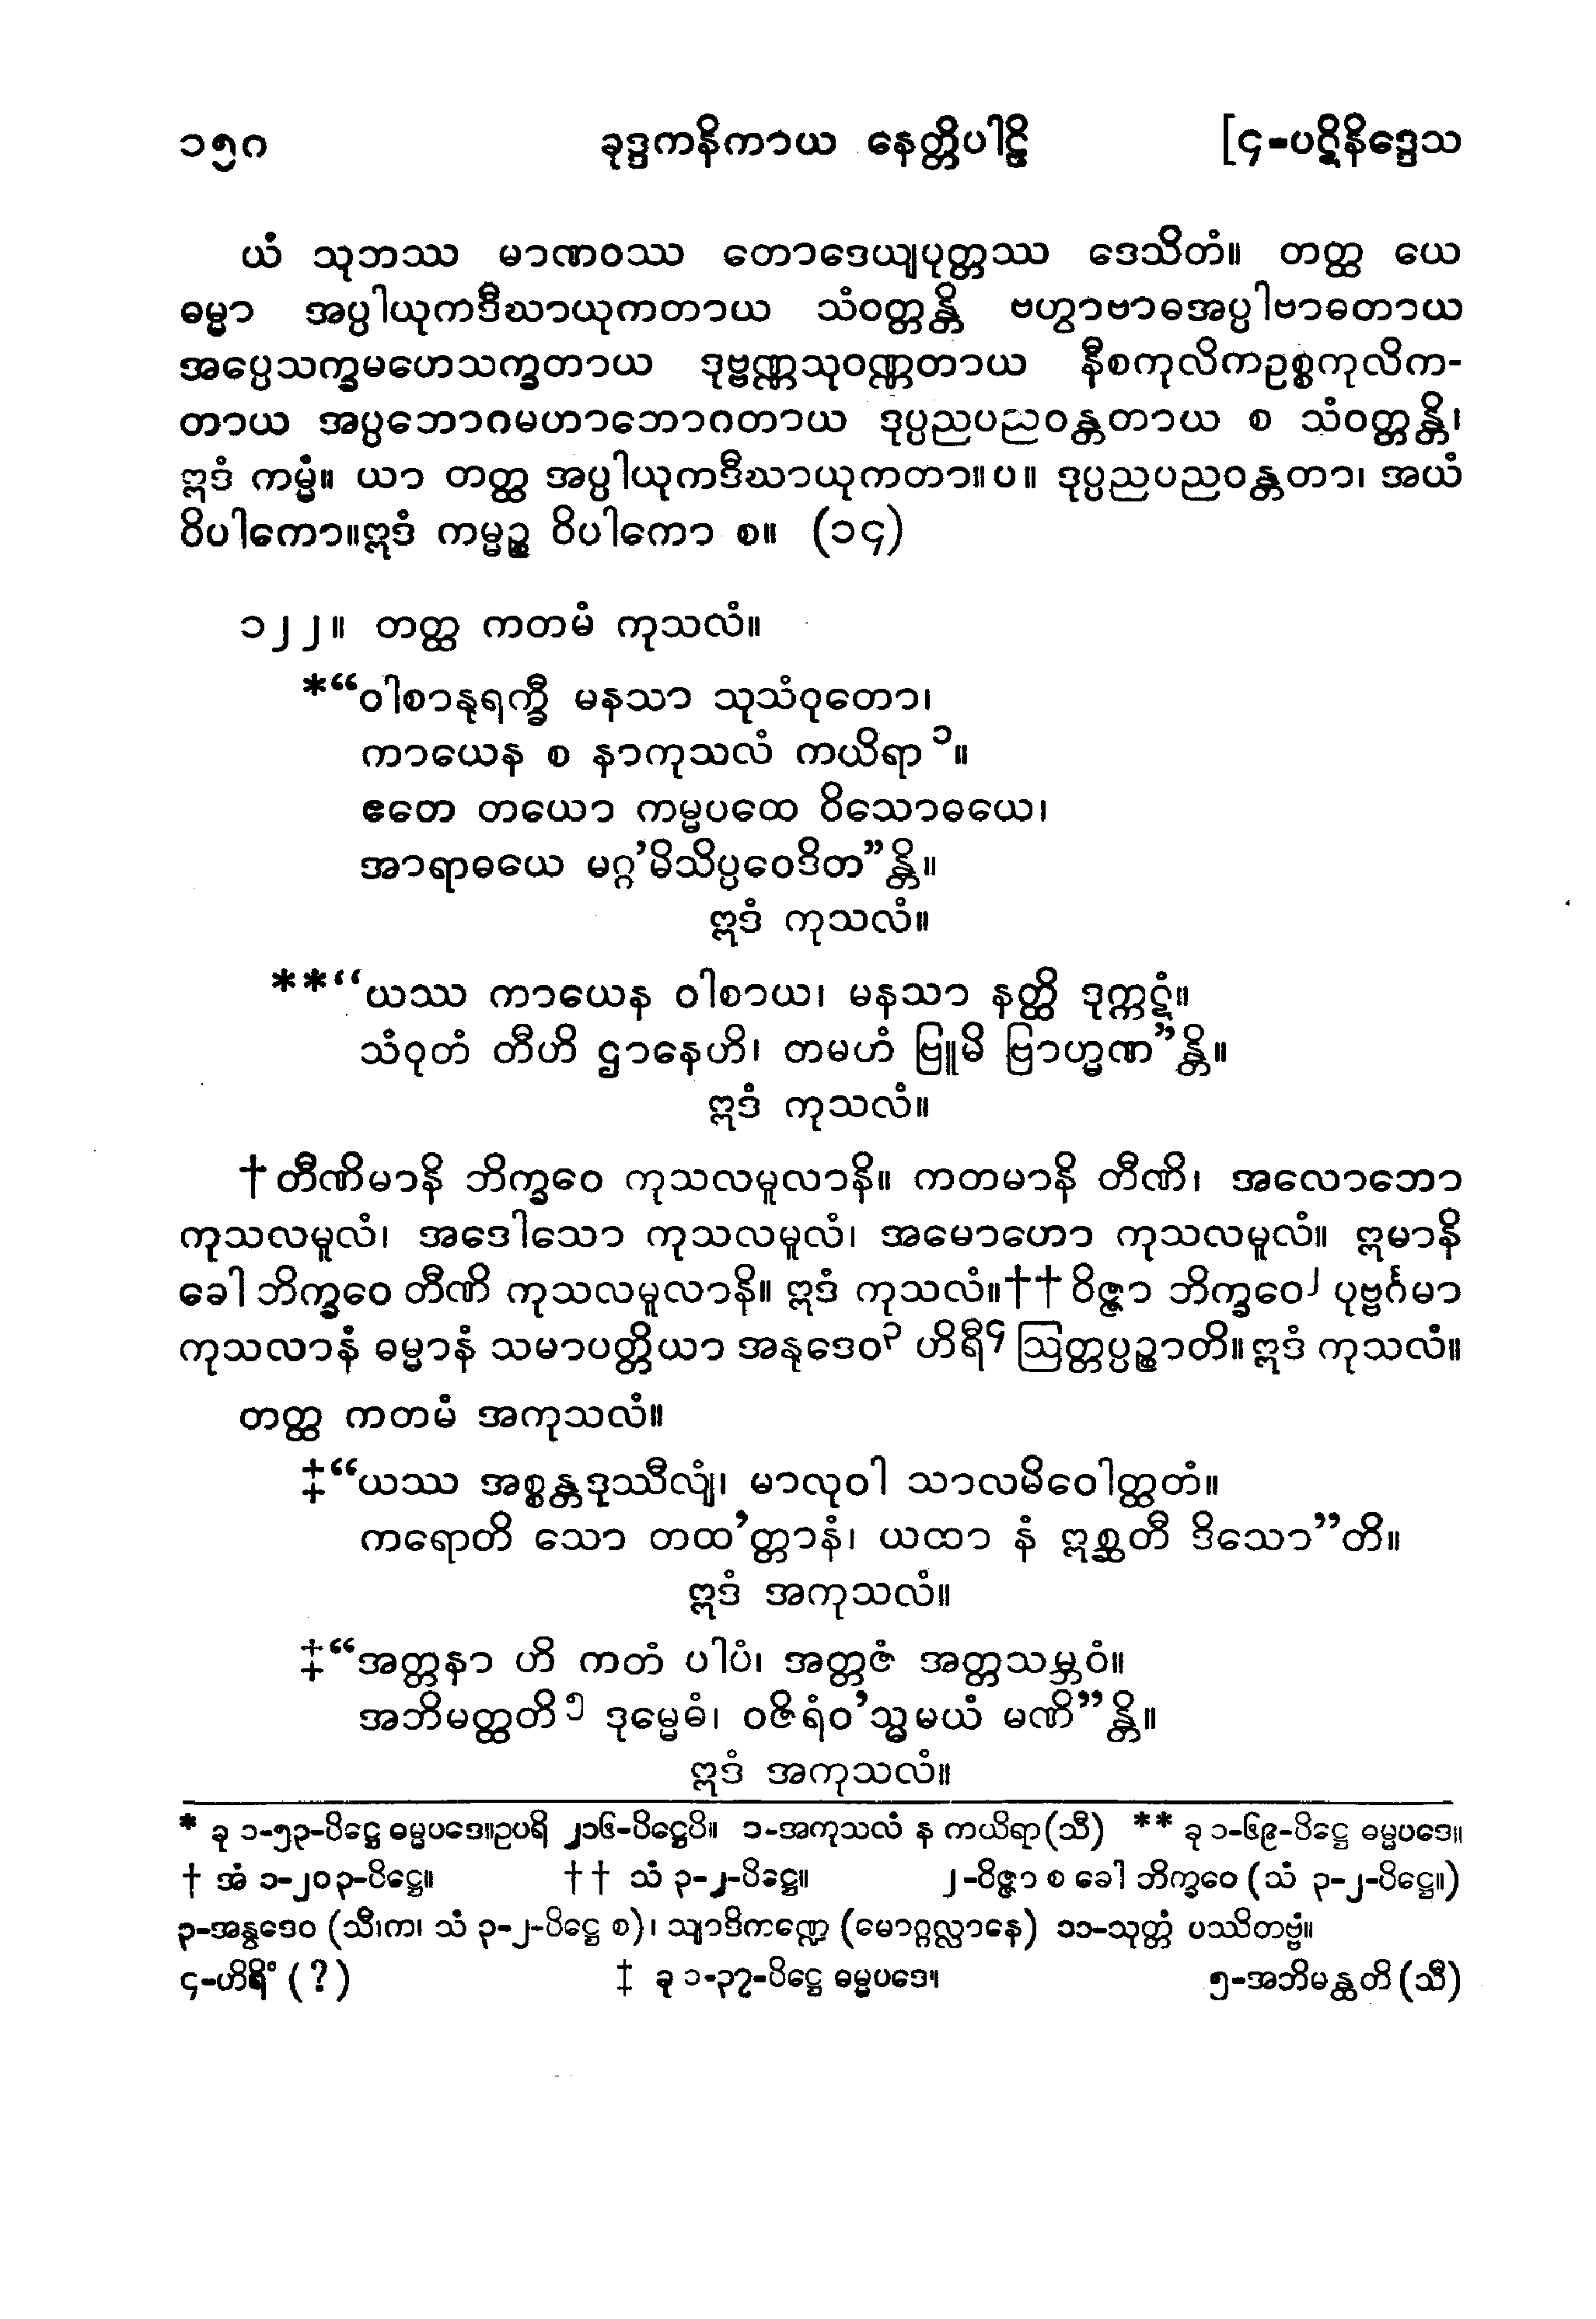 ၁၅ဂ ခုဒ္ဒကနိကာယ နေတ္တိပါဠိ [၄-ပဋိနိဒ္ဒေသ
ယံ သုဘဿ မာဏဝဿ တောဒေယျပုတ္တဿ ဒေသိတံ။ တတ္ထ ယေ
ဓမ္မာ အပ္ပါယုကဒီဃာယုကတာယ သံဝတ္တန္တိ ဗဟွာဗာဓအပ္ပါဗာဓတာယ
အပ္ပေသက္ခမဟေသက္ခတာယ ဒုဗ္ဗဏ္ဏသုဝဏ္ဏတာယ နီစကုလိကဥစ္စကုလိက-
တာယ အပ္ပဘောဂမဟာဘောဂတာယ ဒုပ္ပညပညဝန္တတာယ စ သံဝတ္တန္တိ၊
ဣဒံ ကမ္မံ။ ယာ တတ္ထ အပ္ပါယုကဒီဃာယုကတာ။ပ။ ဒုပ္ပညပညဝန္တတာ၊ အယံ
ဝိပါကော။ဣဒံ ကမ္မဉ္စ ဝိပါကော စ။ (၁၄)
၁၂၂။ တတ္ထ ကတမံ ကုသလံ။
*“ဝါစာနုရက္ခီ မနသာ သုသံဝုတော၊
ကာယေန စ နာကုသလံ ကယိရာ ၁။
ဧတေ တယော ကမ္မပထေ ဝိသောဓယေ၊
အာရာဓယေ မဂ္ဂ’မိသိပ္ပဝေဒိတ”န္တိ။
ဣဒံ ကုသလံ။
**“ယဿ ကာယေန ဝါစာယ၊ မနသာ နတ္ထိ ဒုက္ကဋံ။
သံဝုတံ တီဟိ ဌာနေဟိ၊ တမဟံ ဗြူမိ ဗြာဟ္မဏ”န္တိ။
ဣဒံ ကုသလံ။
†တီဏိမာနိ ဘိက္ခဝေ ကုသလမူလာနိ။ ကတမာနိ တီဏိ၊ အလောဘော
ကုသလမူလံ၊ အဒေါသော ကုသလမူလံ၊ အမောဟော ကုသလမူလံ။ ဣမာနိ
ခေါ ဘိက္ခဝေ တီဏိ ကုသလမူလာနိ။ ဣဒံ ကုသလံ။†† ဝိဇ္ဇာ ဘိက္ခဝေ၂ ပုဗ္ဗင်္ဂမာ
ကုသလာနံ ဓမ္မာနံ သမာပတ္တိယာ အနုဒေဝ၃ ဟိရီ၄ ဩတ္တပ္ပဉ္စာတိ။ဣဒံ ကုသလံ။
တတ္ထ ကတမံ အကုသလံ။
‡“ယဿ အစ္စန္တဒုဿီလျံ၊ မာလုဝါ သာလမိဝေါတ္ထတံ။
ကရောတိ သော တထ’တ္တာနံ၊ ယထာ နံ ဣစ္ဆတီ ဒိသော”တိ။
ဣဒံ အကုသလံ။
‡“အတ္တနာ ဟိ ကတံ ပါပံ၊ အတ္တဇံ အတ္တသမ္ဘဝံ။
အဘိမတ္ထတိ ၅ ဒုမ္မေဓံ၊ ဝဇိရံဝ’သ္မမယံ မဏိ”န္တိ။
ဣဒံ အကုသလံ။
* ခု ၁-၅၃-ပိဋ္ဌေ ဓမ္မပဒေ။ဥပရိ ၂၁၆-ပိဋ္ဌေပိ။ ၁-အကုသလံ န ကယိရာ(သီ) ** ခု ၁-၆၉-ပိဋ္ဌေ ဓမ္မပဒေ။
† အံ ၁-၂၀၃-ပိဋ္ဌေ။ †† သံ ၃-၂-ပိဋ္ဌေ။ ၂-ဝိဇ္ဇာ စ ခေါ ဘိက္ခဝေ (သံ ၃-၂-ပိဋ္ဌေ။)
၃-အနွဒေဝ (သီ၊က၊ သံ ၃-၂-ပိဋ္ဌေ စ)၊ သျာဒိကဏ္ဍေ (မောဂ္ဂလ္လာနေ) ၁၁-သုတ္တံ ပဿိတဗ္ဗံ။
၄-ဟိရိံ (?) ‡ ခု ၁-၃၇-ပိဋ္ဌေ ဓမ္မပဒေ။ ၅-အဘိမန္ထတိ (သီ)